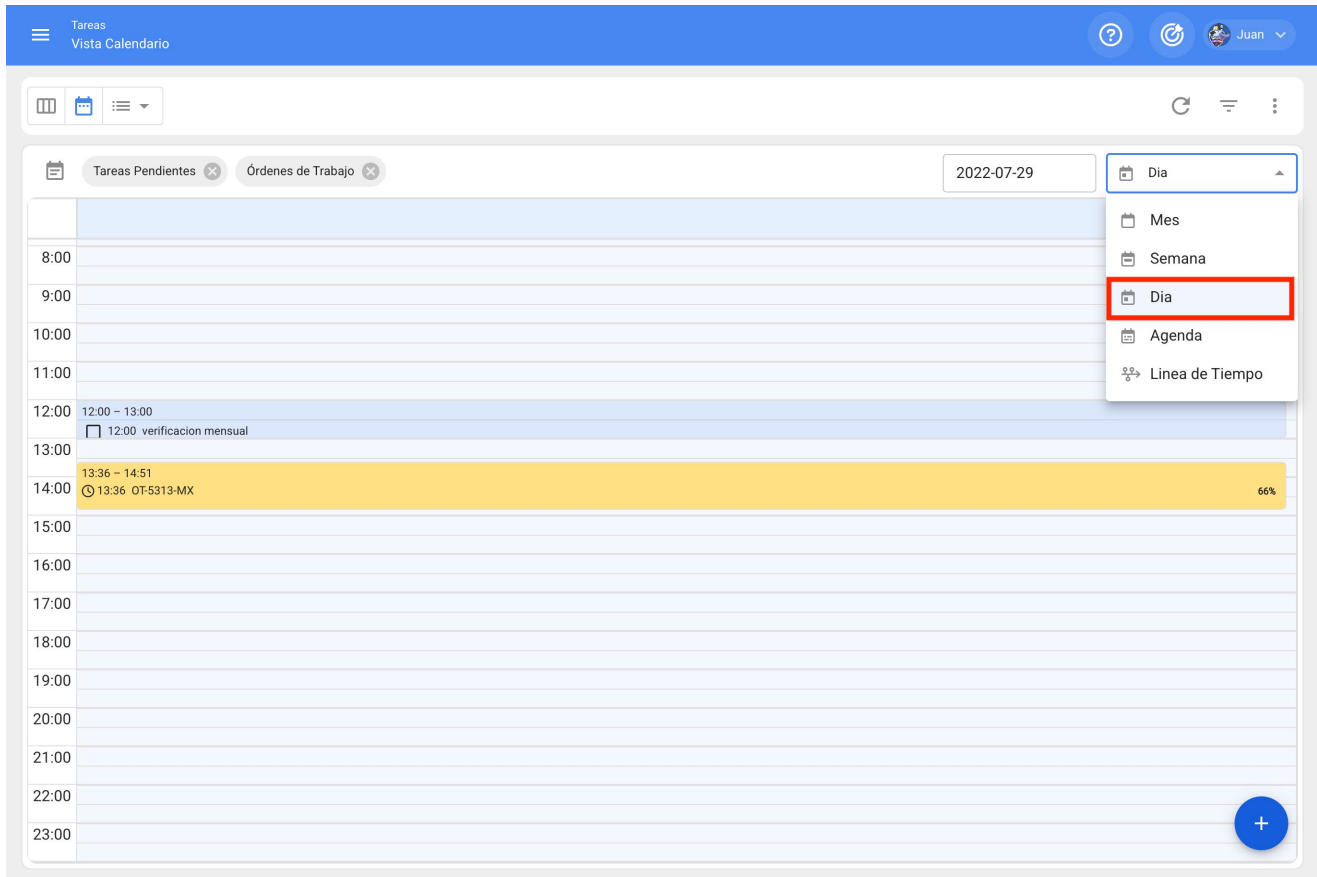 Tareas
Vista Calendario
Juan
Tareas Pendientes
Órdenes de Trabajo
2022-07-29
Dia
Mes
Semana
Dia
Agenda
Linea de Tiempo
8:00
9:00
10:00
11:00
12:00
12:00 – 13:00
12:00 verificacion mensual
13:00
13:36 – 14:51
14:00
13:36 OT-5313-MX
66%
15:00
16:00
17:00
18:00
19:00
20:00
21:00
22:00
23:00